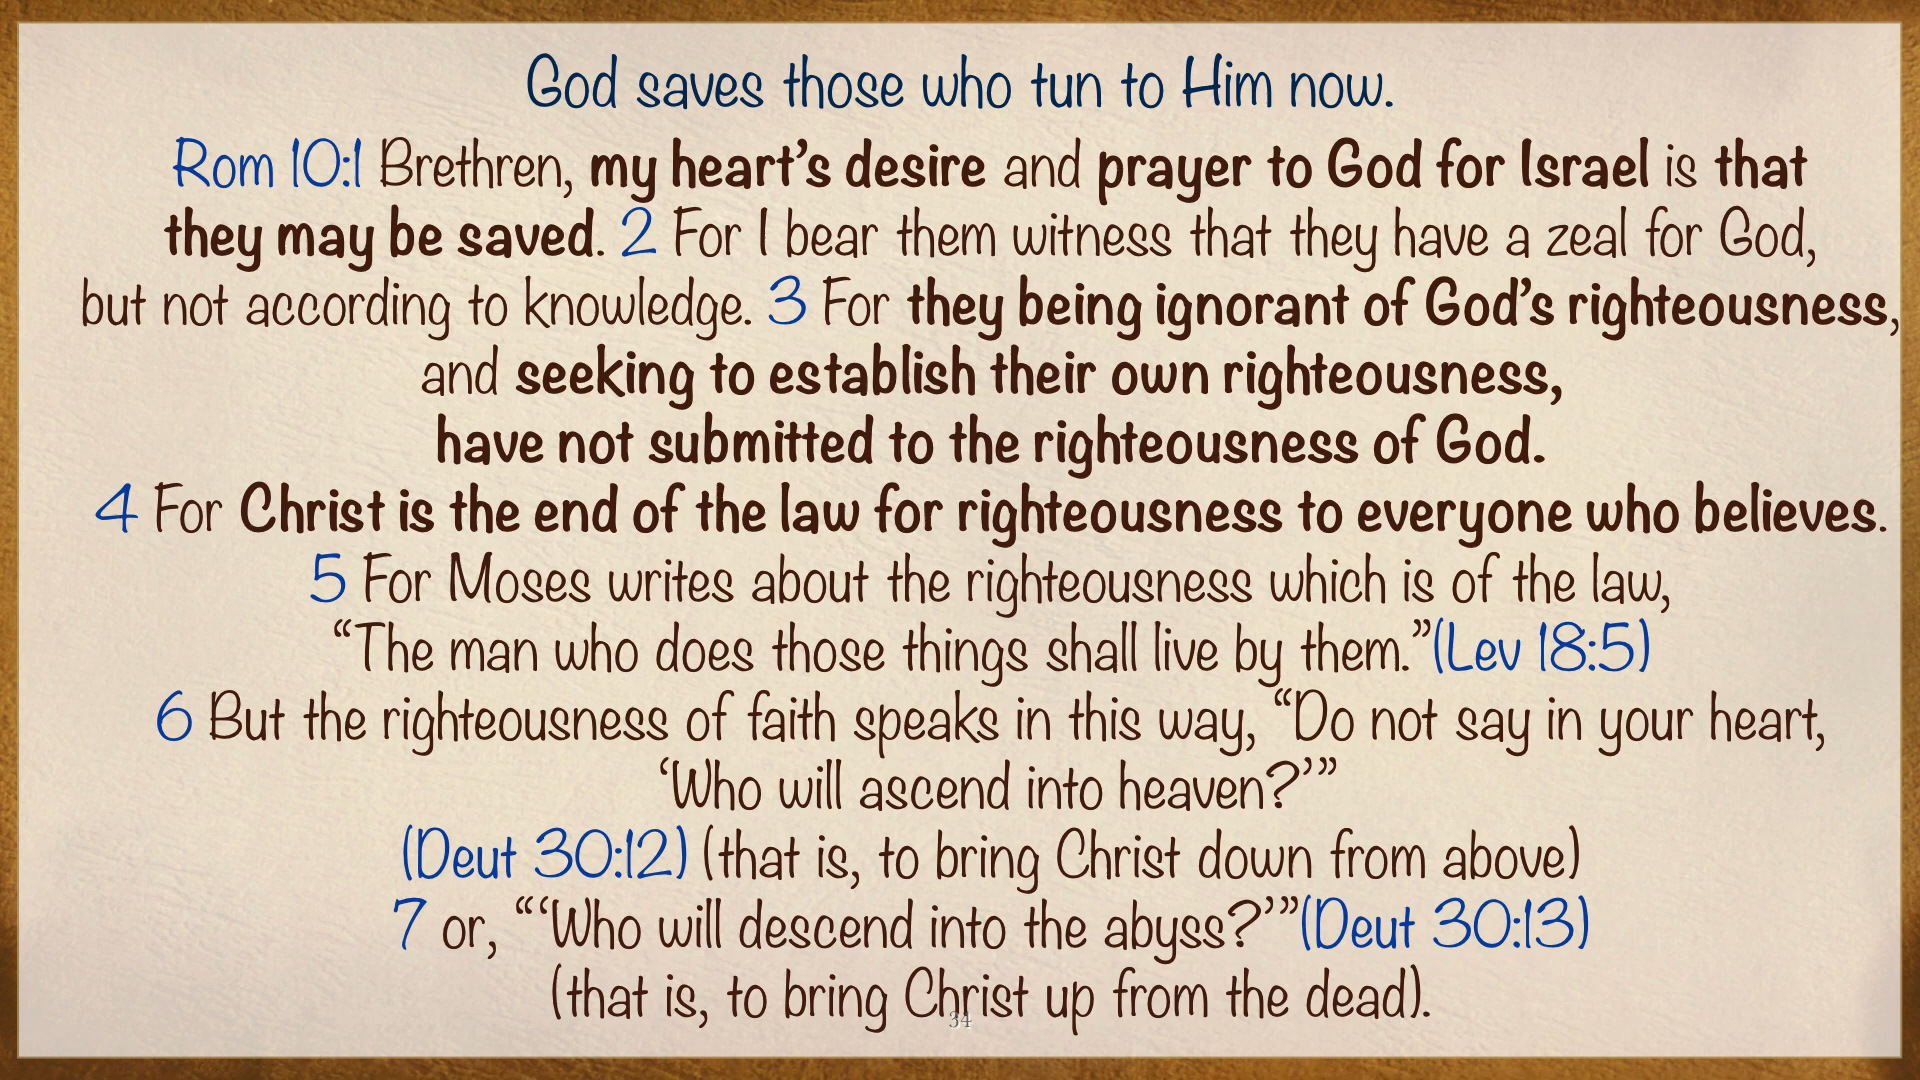 God saves those who tun to Him now.
Rom 10:1 Brethren, my heart’s desire and prayer to God for Israel is that
they may be saved. 2 For I bear them witness that they have a zeal for God,
but not according to knowledge. 3 For they being ignorant of God’s righteousness,
and seeking to establish their own righteousness,
have not submitted to the righteousness of God.
4 For Christ is the end of the law for righteousness to everyone who believes.
5 For Moses writes about the righteousness which is of the law,
“The man who does those things shall live by them.”(Lev 18:5)
6 But the righteousness of faith speaks in this way, “Do not say in your heart,
‘Who will ascend into heaven?’”
(Deut 30:12) (that is, to bring Christ down from above)
7 or, “‘Who will descend into the abyss?’”(Deut 30:13)
(that is, to bring Christ up from the dead).
34